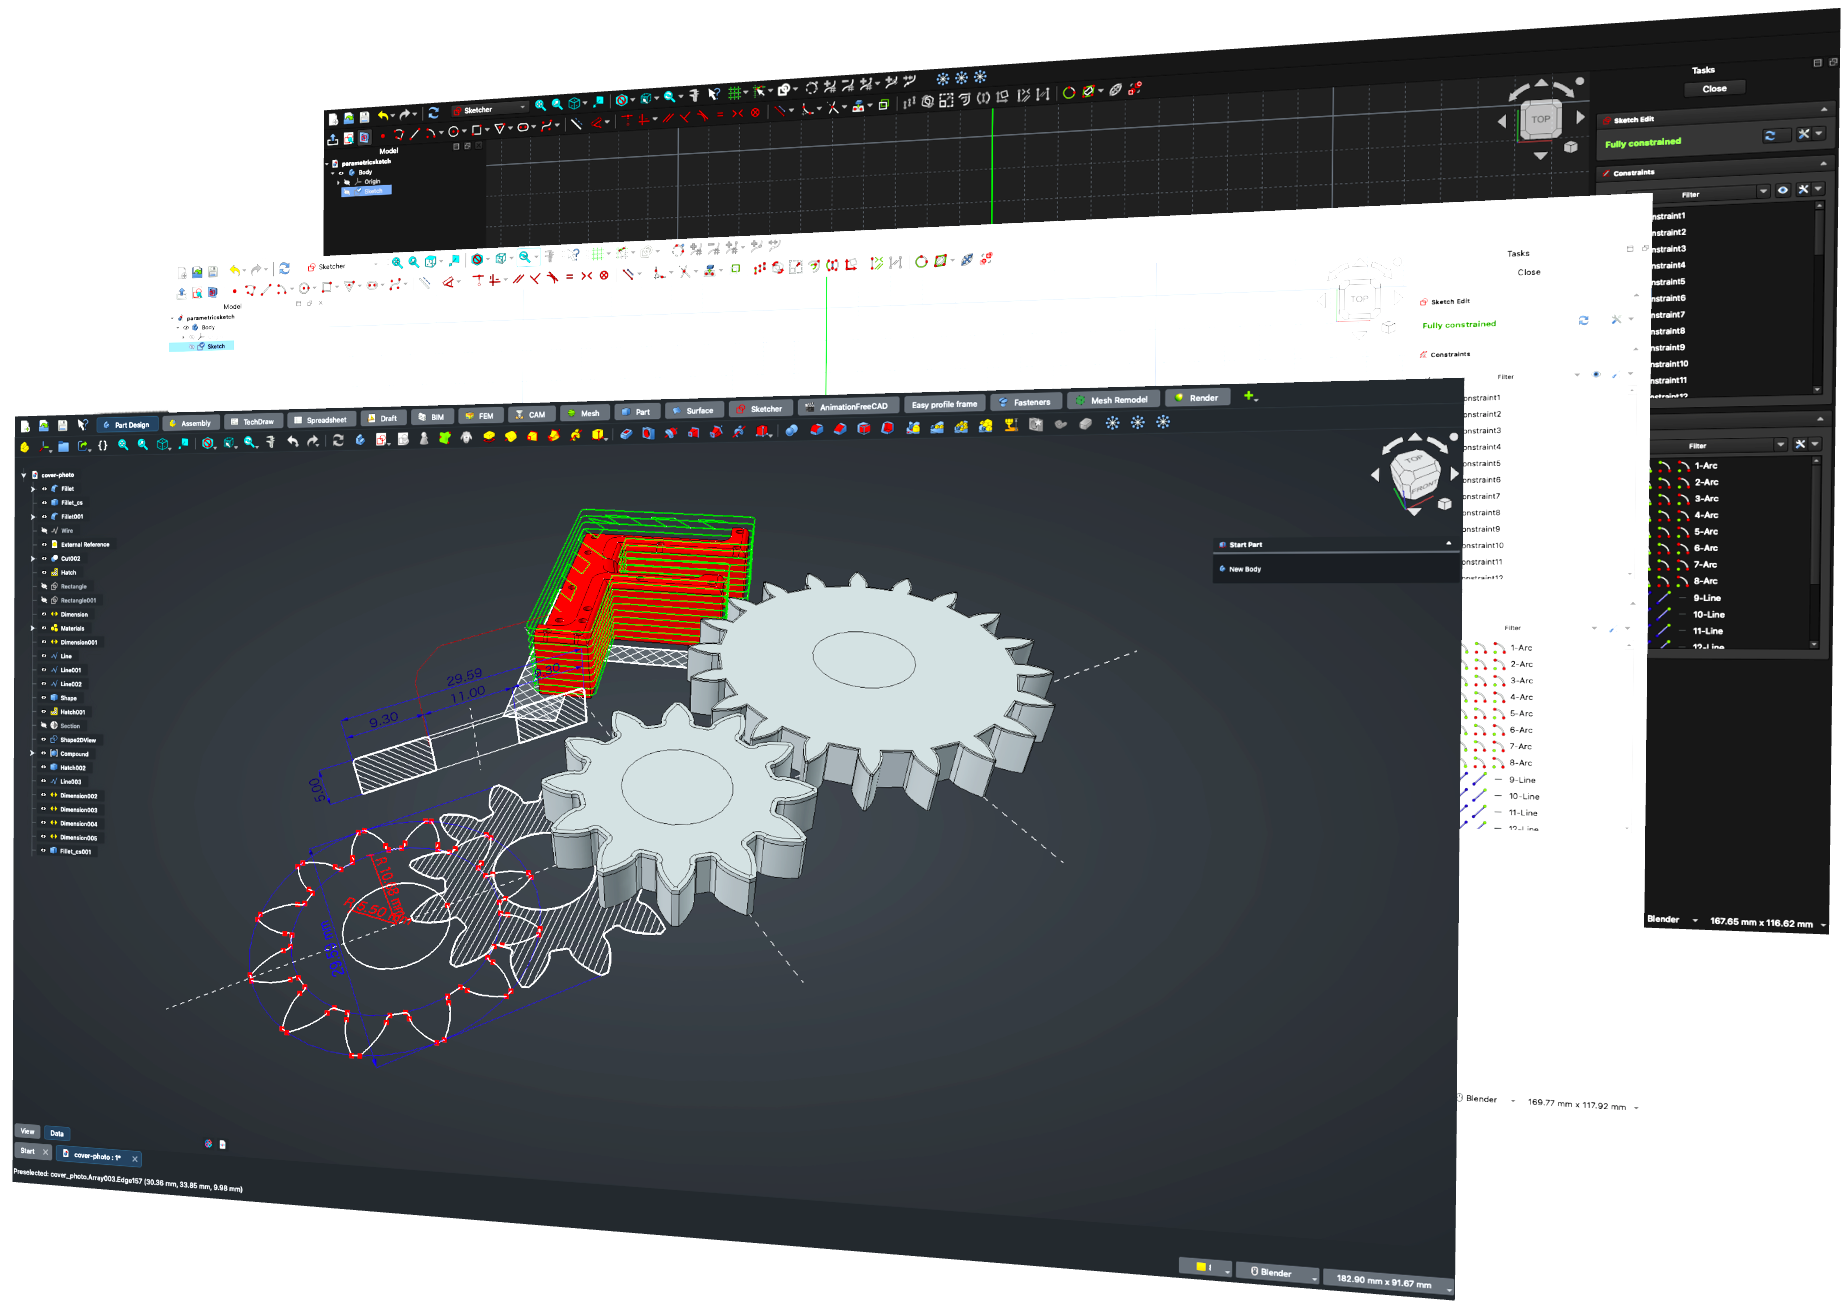 Sketcher
Model
parametricsketch
Body
Origin
Sketch
TOP
Tasks
Close
Sketch Edit
Fully constrained
Constraints
Filter
nstraint1
nstraint2
nstraint3
nstraint4
nstraint5
nstraint6
nstraint7
nstraint8
nstraint9
nstraint10
nstraint11
nstraint12
Filter
1-Arc
2-Arc
3-Arc
4-Arc
5-Arc
6-Arc
7-Arc
8-Arc
9-Line
10-Line
11-Line
12-Line
Blender
167.65 mm x 116.62 mm
Sketcher
Model
parametricsketch
Body
Sketch
TOP
Tasks
Close
Sketch Edit
Fully constrained
Constraints
Filter
onstraint1
onstraint2
onstraint3
onstraint4
onstraint5
onstraint6
onstraint7
onstraint8
onstraint9
onstraint10
onstraint11
onstraint12
Filter
1-Arc
2-Arc
3-Arc
4-Arc
5-Arc
6-Arc
7-Arc
8-Arc
9-Line
10-Line
11-Line
12-Line
Blender
169.77 mm x 117.92 mm
Part Design
Assembly
TechDraw
Spreadsheet
Draft
BIM
FEM
CAM
Mesh
Part
Surface
Sketcher
AnimationFreeCAD
Easy profile frame
Fasteners
Mesh Remodel
Render
cover-photo
Fillet
Fillet_cs
Fillet001
Wire
External Reference
Cut002
Hatch
Rectangle
Rectangle001
Dimension
Materials
Dimension001
Line
Line001
Line002
Shape
Hatch001
Section
Shape2DView
Compound
Hatch002
Line003
Dimension002
Dimension003
Dimension004
Dimension005
Fillet_cs001
TOP
FRONT
Start Part
New Body
29.59
11.00
9.30
5.00
View
Data
Start
cover-photo : 1*
Preselected: cover_photo.Array003.Edge157 (30.36 mm, 33.85 mm, 9.98 mm)
1
Blender
182.90 mm x 91.67 mm